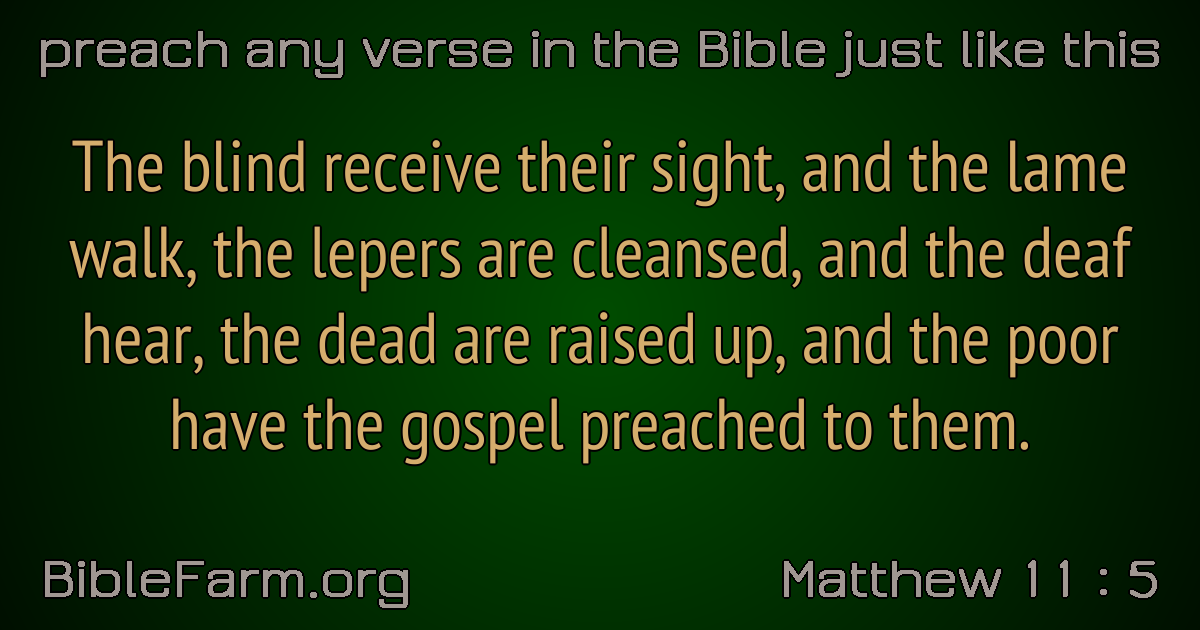 preach any verse in the Bible just like this
The blind receive their sight, and the lame
walk, the lepers are cleansed, and the deaf
hear, the dead are raised up, and the poor
have the gospel preached to them.
BibleFarm.org
Matthew 11 : 5